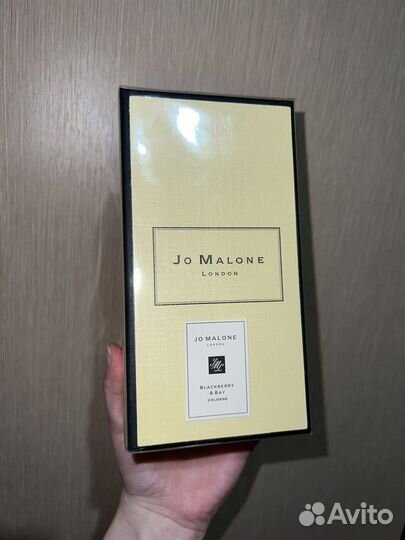 JO MALONE
LONDON
JO MALONE
LONDON
BLACKBERRY
& BAY
COLOGNE
Avito